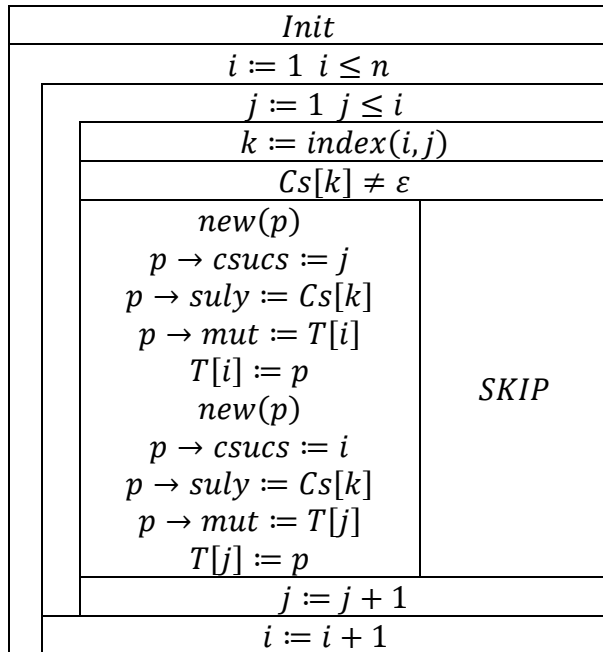 Init
i ≔ 1 i ≤ n
j ≔ 1 j ≤ i
k ≔ index(i, j)
Cs[k] ≠ ε
new(p)
p → csucs ≔ j
p → suly ≔ Cs[k]
p → mut ≔ T[i]
T[i] ≔ p
new(p)
p → csucs ≔ i
p → suly ≔ Cs[k]
p → mut ≔ T[j]
T[j] ≔ p
SKIP
j ≔ j + 1
i ≔ i + 1